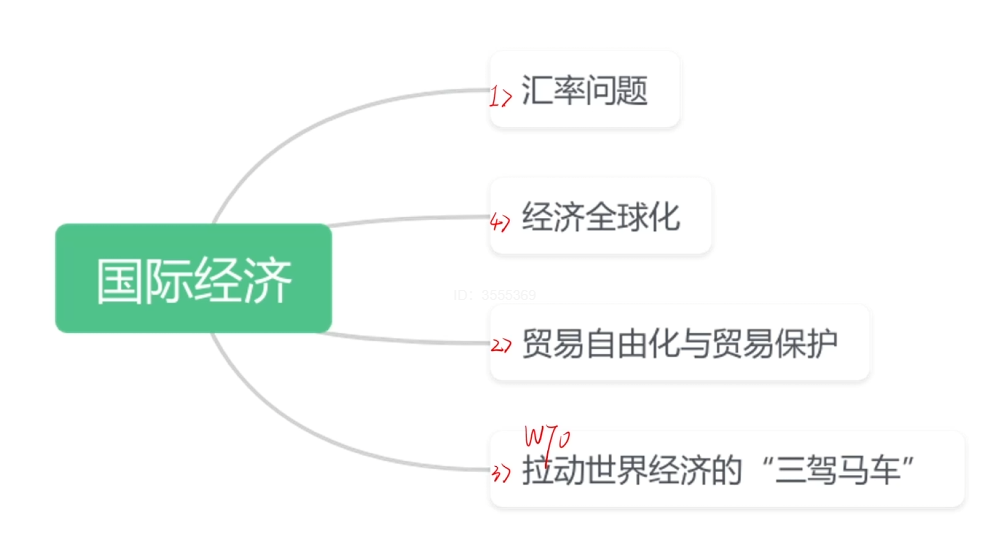 1> 汇率问题
4> 经济全球化
国际经济
ID: 3555369
2> 贸易自由化与贸易保护
WTO
3> 拉动世界经济的“三驾马车”